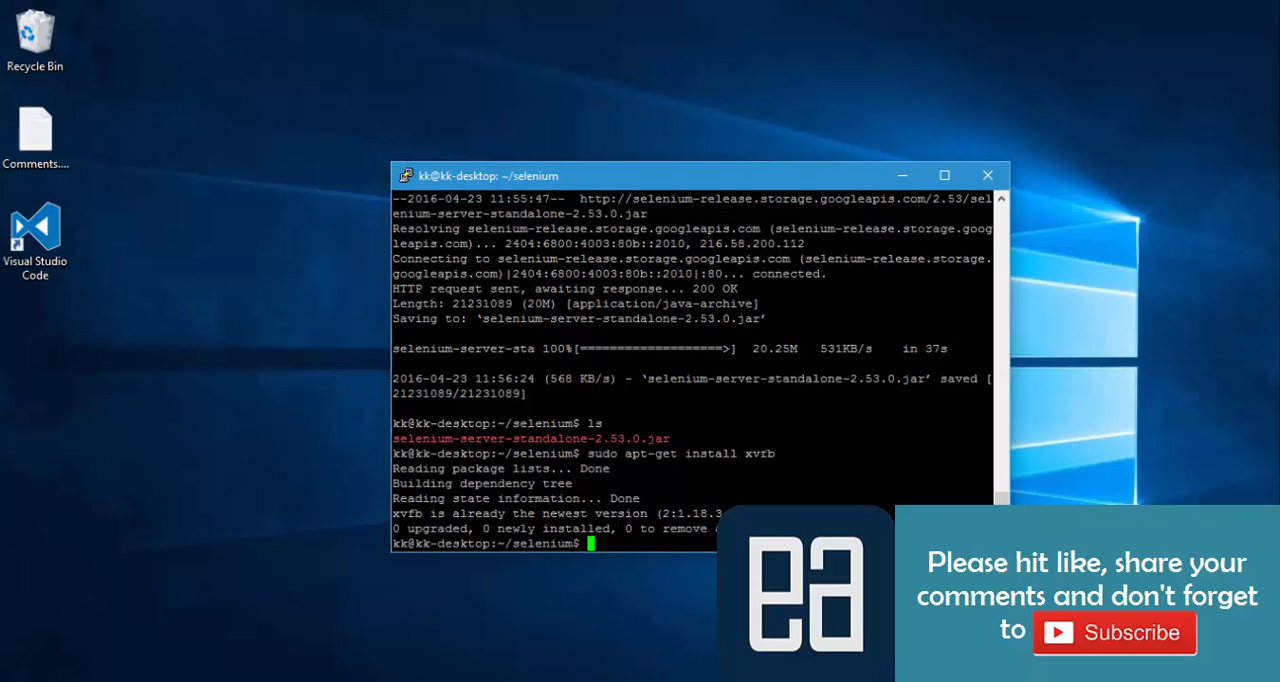 Recycle Bin
Comments....
Visual Studio
Code
kk@kk-desktop: ~/selenium
--2016-04-23 11:55:47--  http://selenium-release.storage.googleapis.com/2.53/sel
enium-server-standalone-2.53.0.jar
Resolving selenium-release.storage.googleapis.com (selenium-release.storage.goog
leapis.com)... 2404:6800:4003:80b::2010, 216.58.200.112
Connecting to selenium-release.storage.googleapis.com (selenium-release.storage.
googleapis.com)|2404:6800:4003:80b::2010|:80... connected.
HTTP request sent, awaiting response... 200 OK
Length: 21231089 (20M) [application/java-archive]
Saving to: ‘selenium-server-standalone-2.53.0.jar’
selenium-server-sta 100%[===================>]  20.25M   531KB/s    in 37s
2016-04-23 11:56:24 (568 KB/s) - ‘selenium-server-standalone-2.53.0.jar’ saved [
21231089/21231089]
kk@kk-desktop:~/selenium$ ls
selenium-server-standalone-2.53.0.jar
kk@kk-desktop:~/selenium$ sudo apt-get install xvfb
Reading package lists... Done
Building dependency tree
Reading state information... Done
xvfb is already the newest version (2:1.18.3
0 upgraded, 0 newly installed, 0 to remove
kk@kk-desktop:~/selenium$
ea
Please hit like, share your
comments and don't forget
to Subscribe